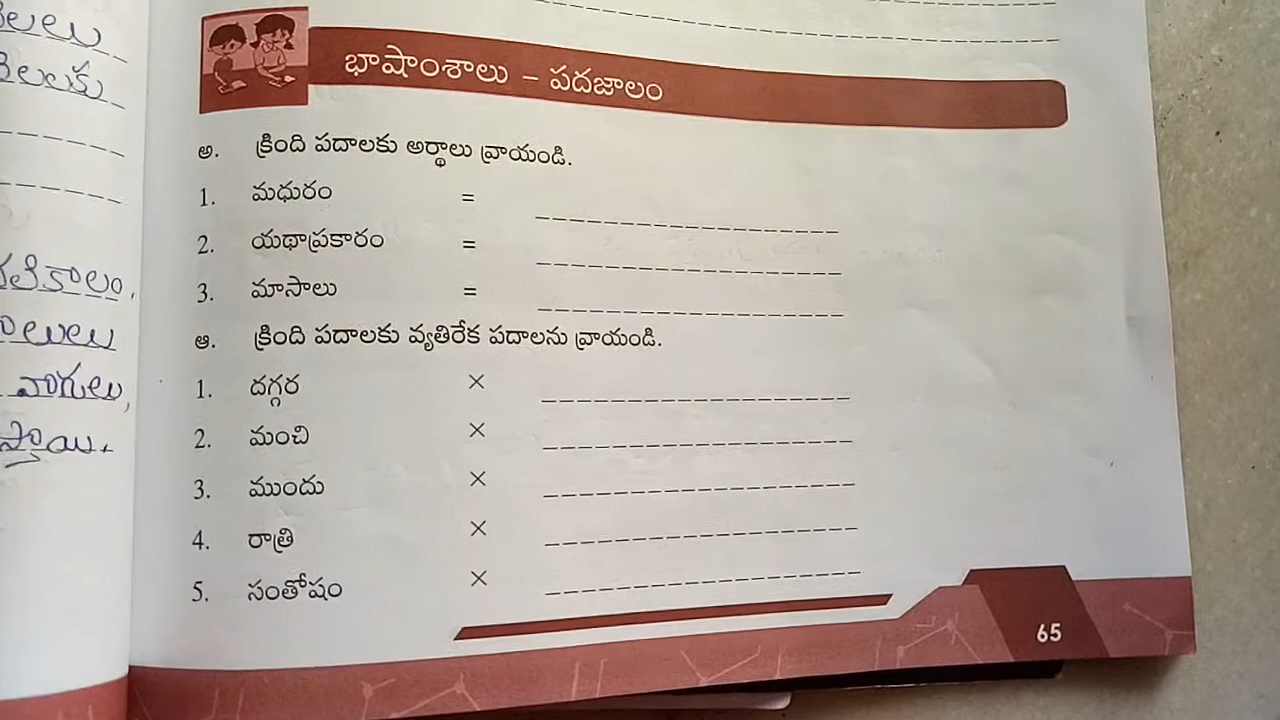 భాషాంశాలు – పదజాలం
అ. క్రింది పదాలకు అర్థాలు వ్రాయండి.
1. మధురం =
2. యథాప్రకారం =
3. మాసాలు =
ఆ. క్రింది పదాలకు వ్యతిరేక పదాలను వ్రాయండి.
1. దగ్గర ×
2. మంచి ×
3. ముందు ×
4. రాత్రి ×
5. సంతోషం ×
65
వాగులు,